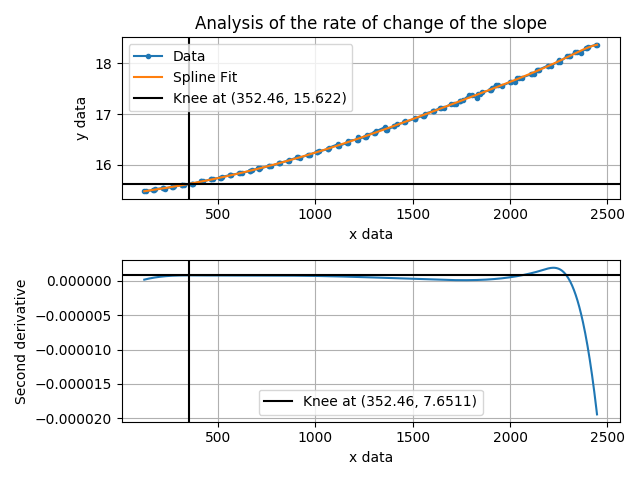 Analysis of the rate of change of the slope
18
17
16
y data
Data
Spline Fit
Knee at (352.46, 15.622)
500
1000
1500
2000
2500
x data
0.000000
−0.000005
−0.000010
−0.000015
−0.000020
Second derivative
Knee at (352.46, 7.6511)
500
1000
1500
2000
2500
x data